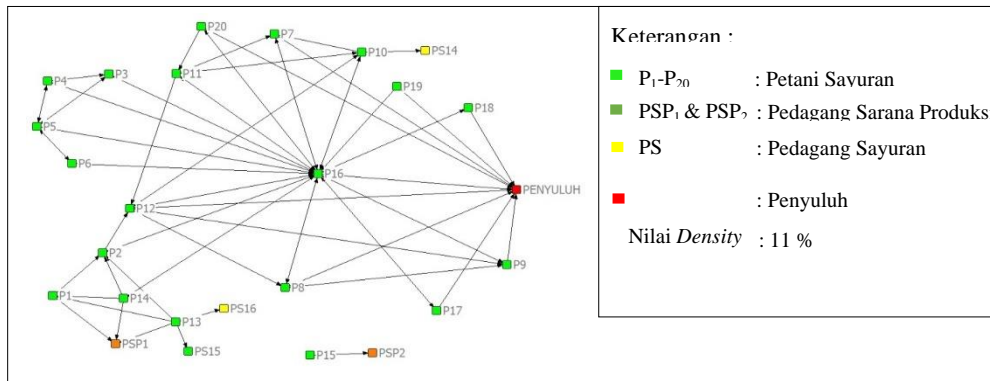 P20
P7
P10
PS14
P4
P3
P11
P19
P18
P5
P6
P16
PENYULUH
P12
P2
P9
P8
P1
P14
PS16
P17
P13
PSP1
PS15
P15
PSP2
Keterangan :
P₁-P₂₀ : Petani Sayuran
PSP₁ & PSP₂ : Pedagang Sarana Produks
PS : Pedagang Sayuran
: Penyuluh
Nilai Density : 11 %